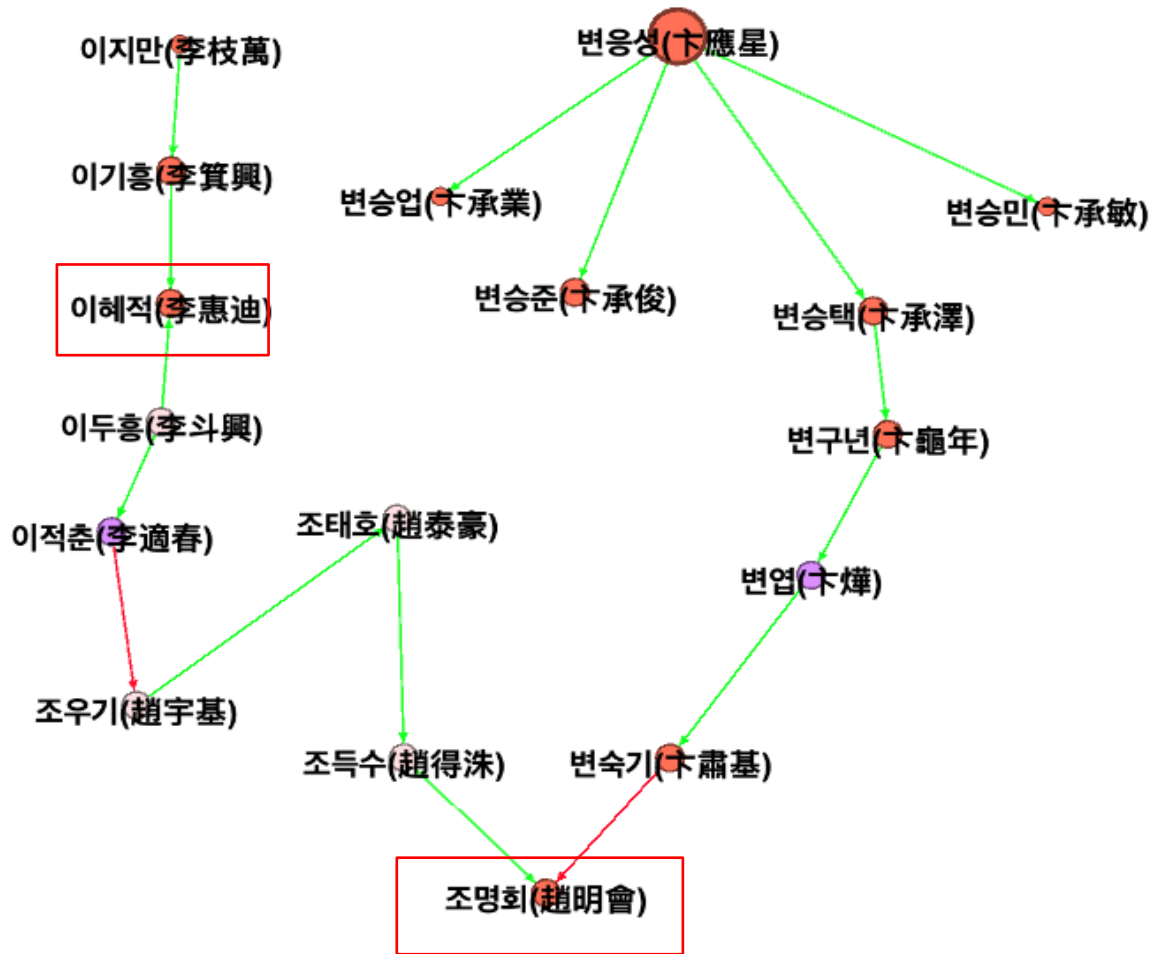 이지만(李枝萬)
변응성(卞應星)
이기흥(李箕興)
변승업(卞承業)
변승민(卞承敏)
이혜적(李惠迪)
변승준(卞承俊)
변승택(卞承澤)
이두흥(李斗興)
변구년(卞龜年)
이적춘(李適春)
조태호(趙泰豪)
변엽(卞燁)
조우기(趙宇基)
조득수(趙得洙)
변숙기(卞肅基)
조명회(趙明會)